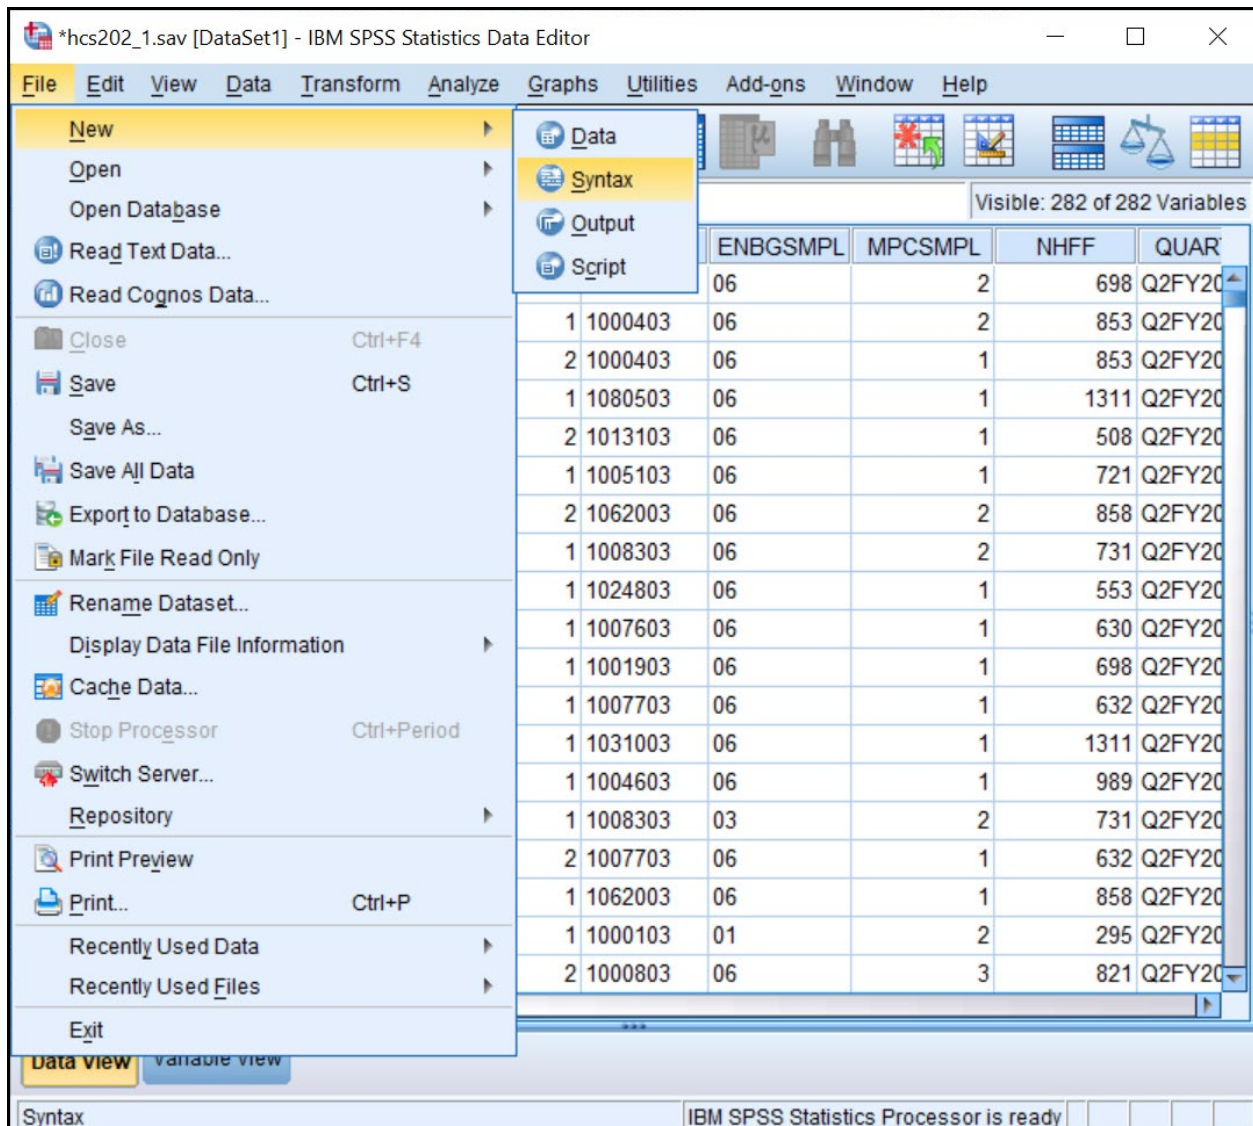 *hcs202_1.sav [DataSet1] - IBM SPSS Statistics Data Editor
File Edit View Data Transform Analyze Graphs Utilities Add-ons Window Help
New
Open
Open Database
Read Text Data...
Read Cognos Data...
Close Ctrl+F4
Save Ctrl+S
Save As...
Save All Data
Export to Database...
Mark File Read Only
Rename Dataset...
Display Data File Information
Cache Data...
Stop Processor Ctrl+Period
Switch Server...
Repository
Print Preview
Print... Ctrl+P
Recently Used Data
Recently Used Files
Exit
Data
Syntax
Output
Script
Visible: 282 of 282 Variables
ENBGSMPL MPCSMPL NHFF QUAR
06 2 698 Q2FY20
1 1000403 06 2 853 Q2FY20
2 1000403 06 1 853 Q2FY20
1 1080503 06 1 1311 Q2FY20
2 1013103 06 1 508 Q2FY20
1 1005103 06 1 721 Q2FY20
2 1062003 06 2 858 Q2FY20
1 1008303 06 2 731 Q2FY20
1 1024803 06 1 553 Q2FY20
1 1007603 06 1 630 Q2FY20
1 1001903 06 1 698 Q2FY20
1 1007703 06 1 632 Q2FY20
1 1031003 06 1 1311 Q2FY20
1 1004603 06 1 989 Q2FY20
1 1008303 03 2 731 Q2FY20
2 1007703 06 1 632 Q2FY20
1 1062003 06 1 858 Q2FY20
1 1000103 01 2 295 Q2FY20
2 1000803 06 3 821 Q2FY20
Data View Variable View
Syntax IBM SPSS Statistics Processor is ready